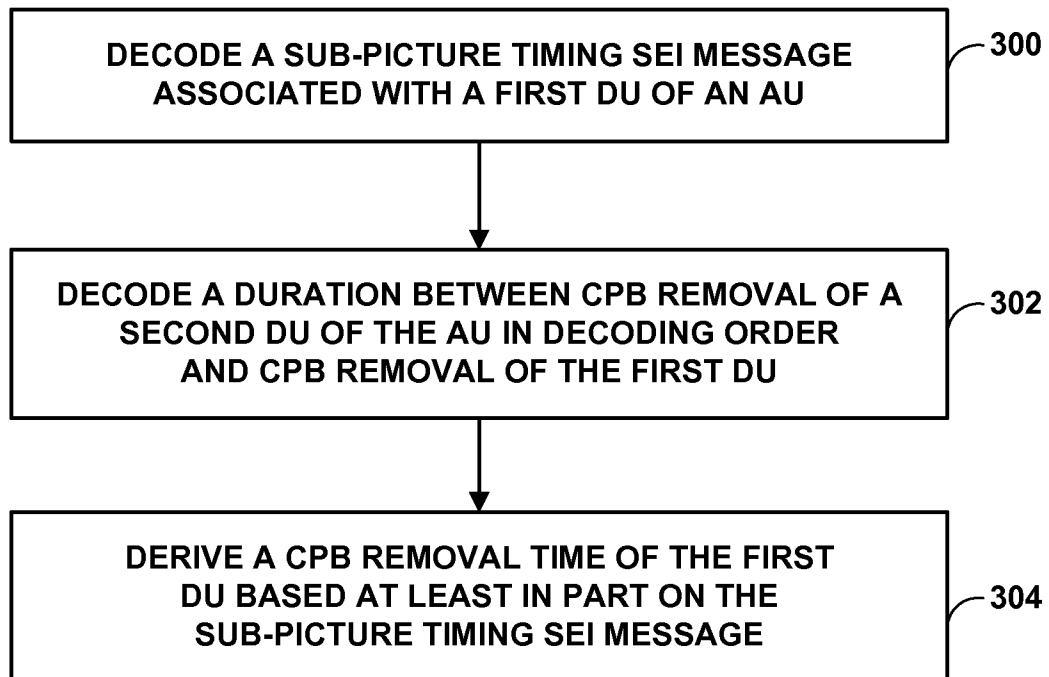 DECODE A SUB-PICTURE TIMING SEI MESSAGE
ASSOCIATED WITH A FIRST DU OF AN AU
300
DECODE A DURATION BETWEEN CPB REMOVAL OF A
SECOND DU OF THE AU IN DECODING ORDER
AND CPB REMOVAL OF THE FIRST DU
302
DERIVE A CPB REMOVAL TIME OF THE FIRST
DU BASED AT LEAST IN PART ON THE
SUB-PICTURE TIMING SEI MESSAGE
304